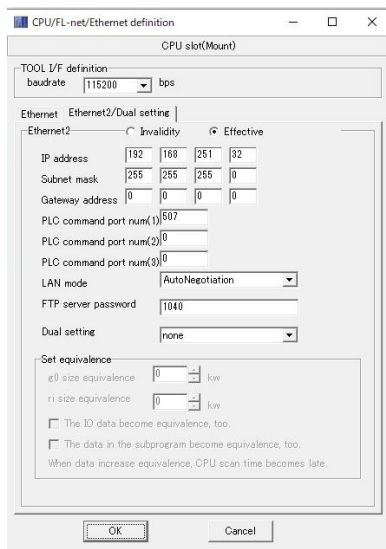 CPU/FL-net/Ethernet definition
CPU slot(Mount)
TOOL I/F definition
baudrate 115200 bps
Ethernet Ethernet2/Dual setting
Ethernet2 Invalidity Effective
IP address 192 168 251 32
Subnet mask 255 255 255 0
Gateway address 0 0 0 0
PLC command port num(1) 507
PLC command port num(2) 0
PLC command port num(3) 0
LAN mode AutoNegotiation
FTP server password 1040
Dual setting none
Set equivalence
g0 size equivalence 0 kw
ri size equivalence 0 kw
The IO data become equivalence, too.
The data in the subprogram become equivalence, too.
When data increase equivalence, CPU scan time becomes late.
OK Cancel